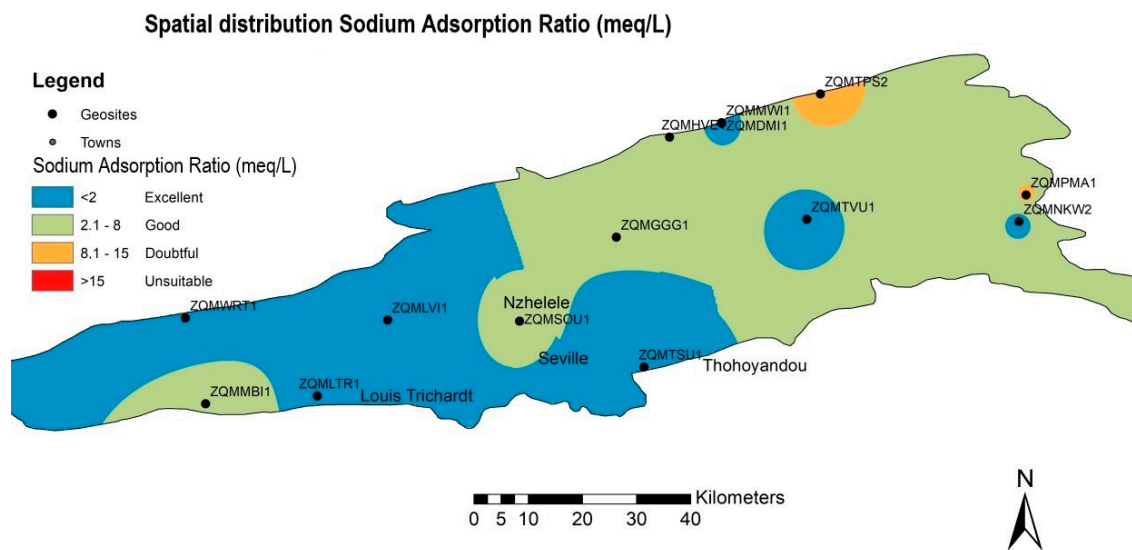 Spatial distribution Sodium Adsorption Ratio (meq/L)
Legend
Geosites
Towns
Sodium Adsorption Ratio (meq/L)
<2 Excellent
2.1 - 8 Good
8.1 - 15 Doubtful
>15 Unsuitable
ZQMTPS2
ZQMMWI1
ZQMHVE
ZQMDMI1
ZQMPMA1
ZQMNKW2
ZQMTVU1
ZQMGGG1
Nzhelele
ZQMWRT1
ZQMLVI1
ZQMSOU1
Seville
ZQMTSU1
Thohoyandou
ZQMLTR1
ZQMMBI1
Louis Trichardt
N
Kilometers
0 5 10 20 30 40